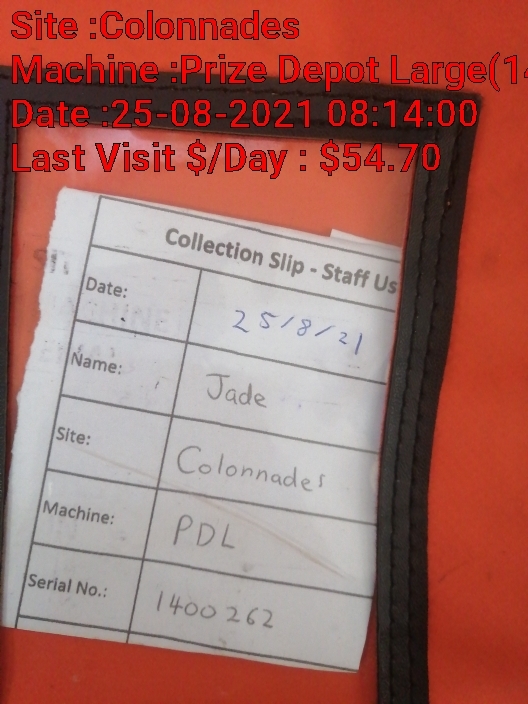 Site :Colonnades
Machine :Prize Depot Large(14
Date :25-08-2021 08:14:00
Last Visit $/Day : $54.70
Collection Slip - Staff Us
Date: 25/8/21
Name: Jade
Site: Colonnades
Machine: PDL
Serial No.: 1400262